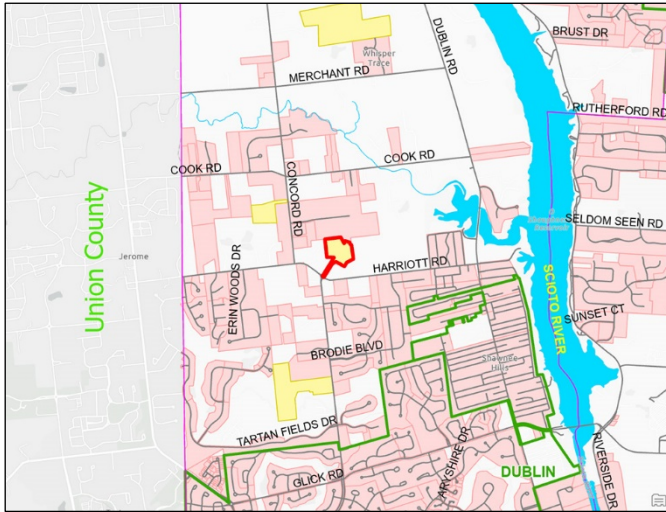 BRUST DR
Whisper
Trace
DUBLIN RD
MERCHANT RD
RUTHERFORD RD
COOK RD
COOK RD
CONCORD RD
SELDOM SEEN RD
Union County
Jerome
ERIN WOODS DR
HARRIOTT RD
SCIOTO RIVER
SUNSET CT
BRODIE BLVD
Shawnee
Hills
TARTAN FIELDS DR
GLICK RD
ARYSHIRE DR
DUBLIN
RIVERSIDE DR